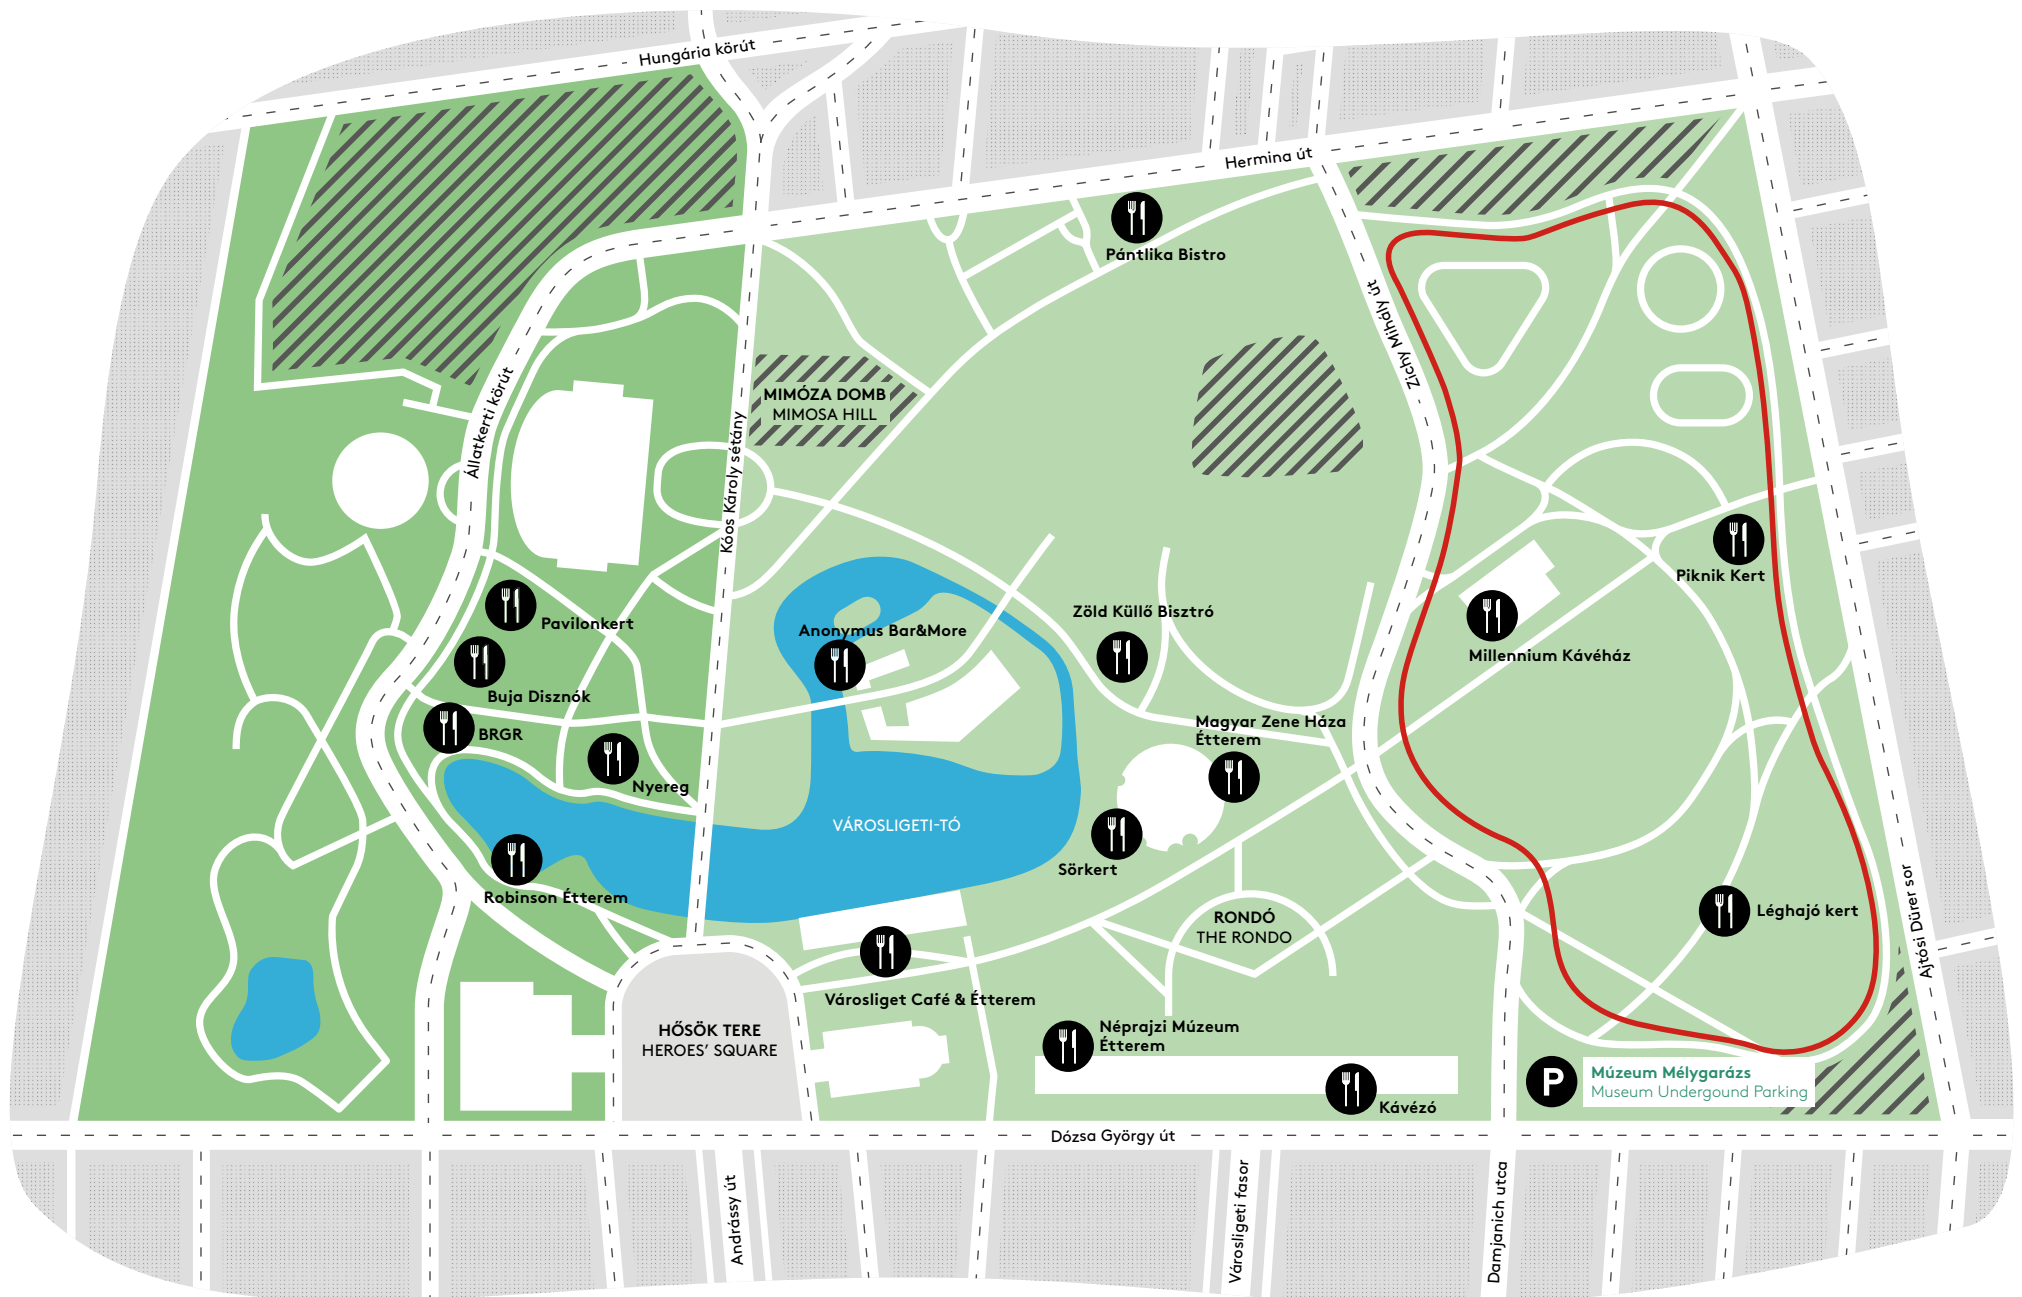 Hungária körút
Hermina út
Pántlika Bistro
Zichy Mihály út
Állatkerti körút
MIMÓZA DOMB
MIMOSA HILL
Kóos Károly sétány
Piknik Kert
Pavilonkert
Anonymus Bar&More
Zöld Küllő Bisztró
Millennium Kávéház
Buja Disznók
BRGR
Nyereg
Magyar Zene Háza
Étterem
VÁROSLIGETI-TÓ
Sörkert
Robinson Étterem
RONDÓ
THE RONDO
Léghajó kert
Ajtósi Dürer sor
Városliget Café & Étterem
HŐSÖK TERE
HEROES’ SQUARE
Néprajzi Múzeum
Étterem
Kávézó
P
Múzeum Mélygarázs
Museum Undergound Parking
Dózsa György út
Andrássy út
Városligeti fasor
Damjanich utca